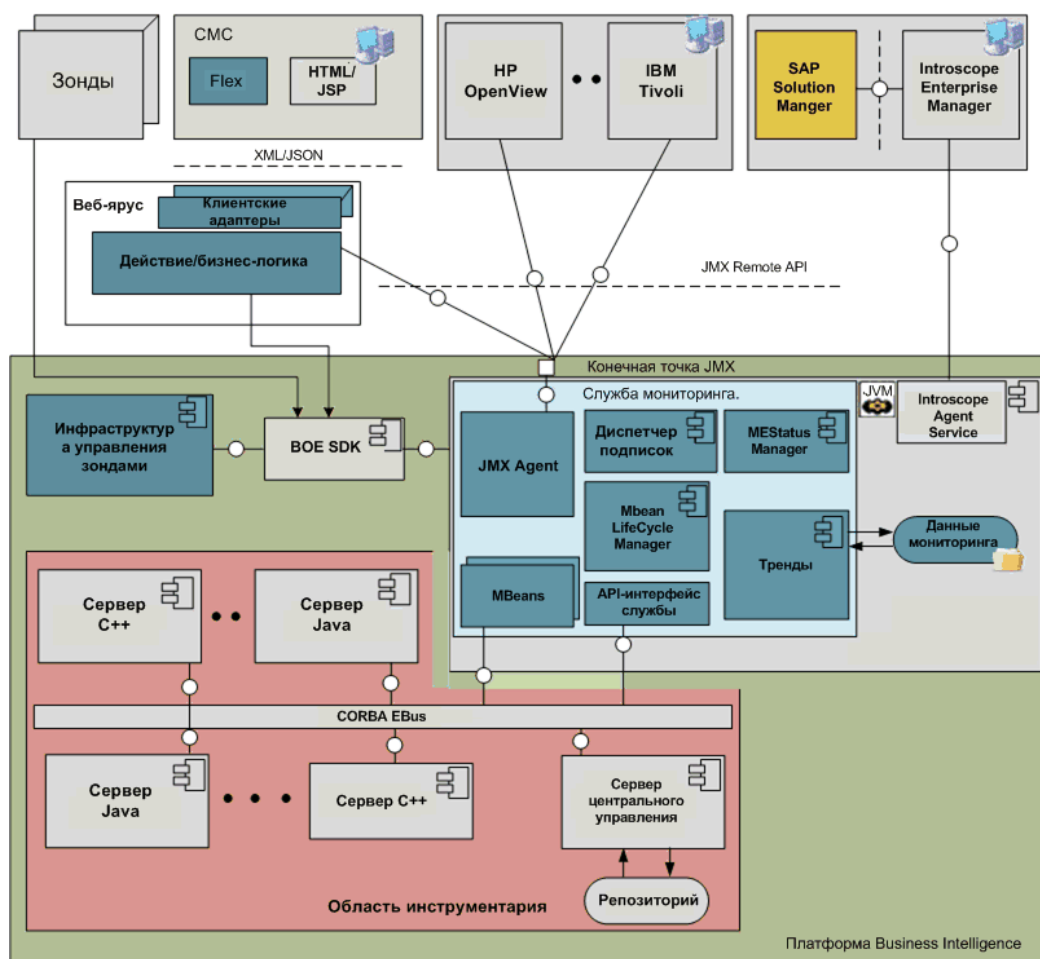 Зонды
CMC
Flex
HTML/
JSP
HP
OpenView
IBM
Tivoli
SAP
Solution
Manger
Introscope
Enterprise
Manager
XML/JSON
Веб-ярус
Клиентские
адаптеры
Действие/бизнес-логика
JMX Remote API
Конечная точка JMX
Служба мониторинга.
JVM
Introscope
Agent
Service
Инфраструктур
а управления
зондами
BOE SDK
JMX Agent
Диспетчер
подписок
MEStatus
Manager
Mbean
LifeCycle
Manager
Тренды
Данные
мониторинга
MBeans
API-интерфейс
службы
Сервер
C++
Сервер
Java
CORBA EBus
Сервер
Java
Сервер C++
Сервер
центрального
управления
Репозиторий
Область инструментария
Платформа Business Intelligence